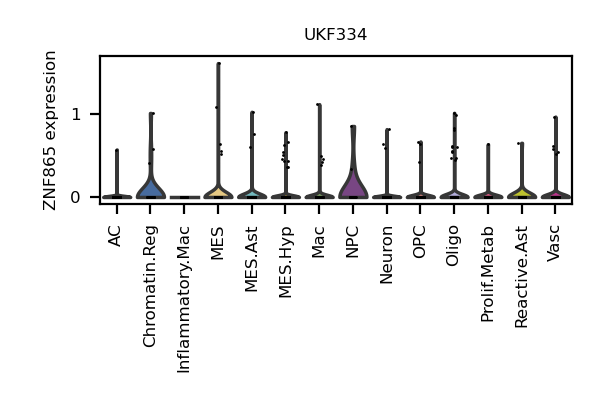 UKF334
ZNF865 expression
1
0
AC
Chromatin.Reg
Inflammatory.Mac
MES
MES.Ast
MES.Hyp
Mac
NPC
Neuron
OPC
Oligo
Prolif.Metab
Reactive.Ast
Vasc